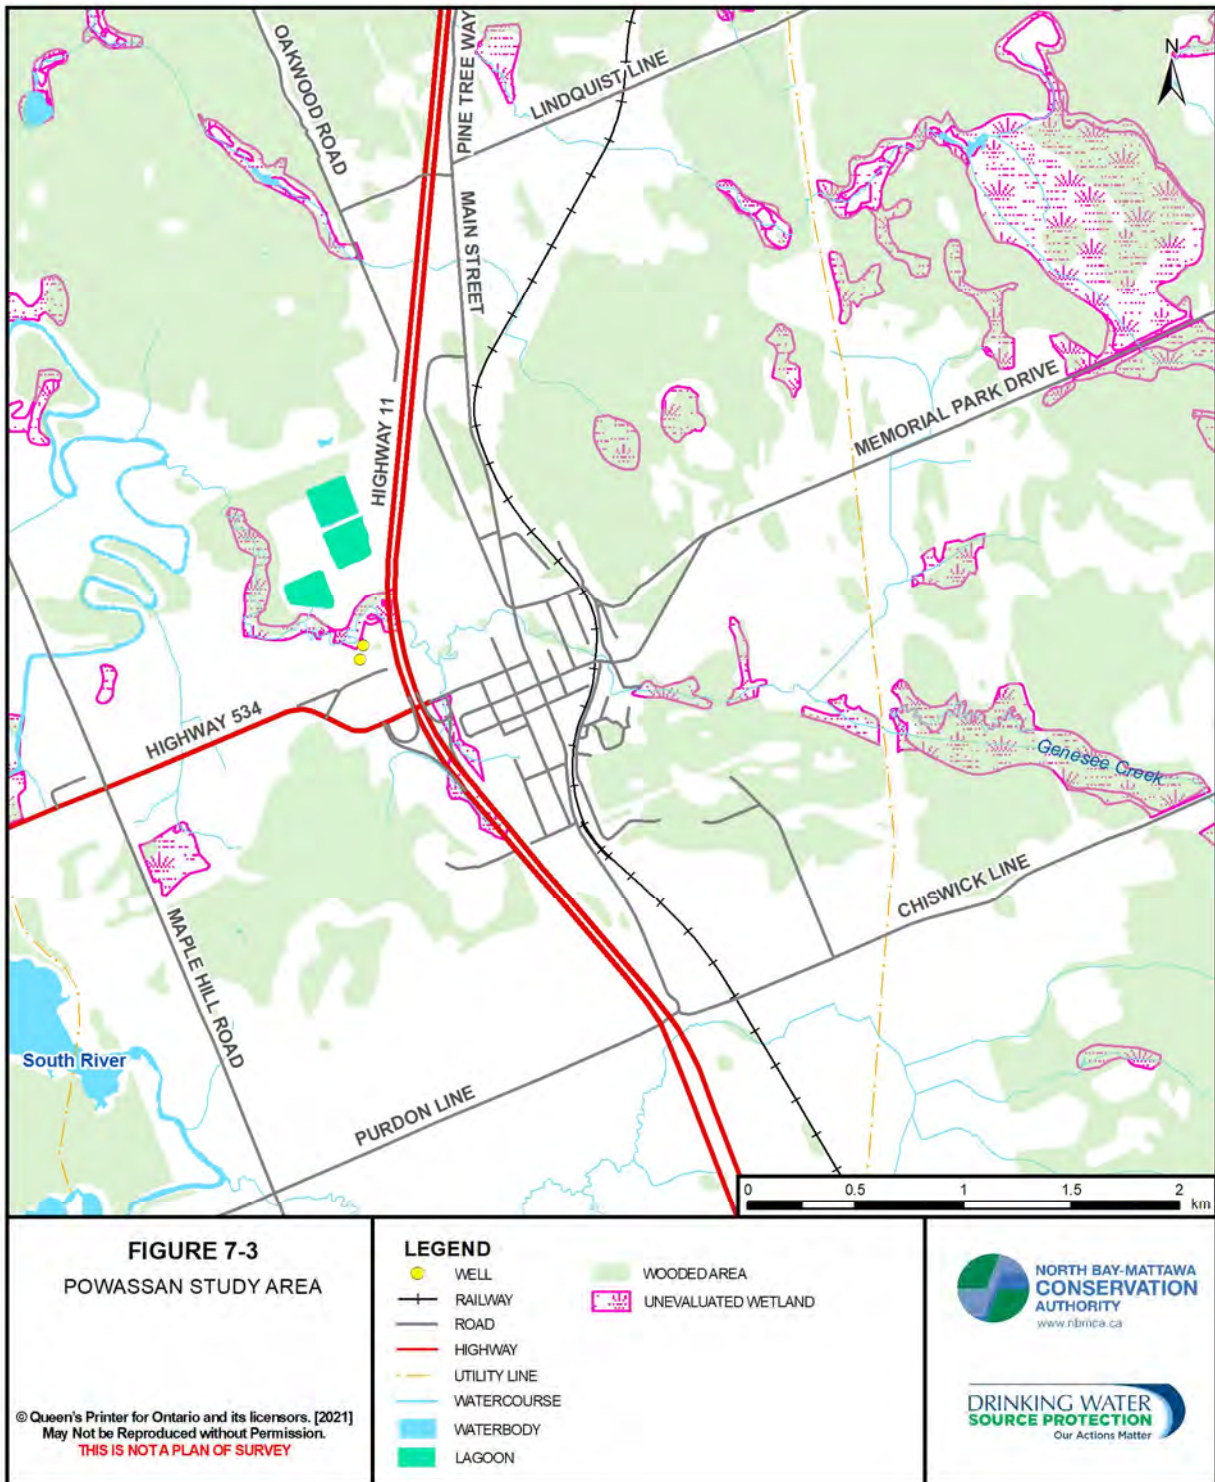 OAKWOOD ROAD
PINE TREE WAY
LINDQUIST LINE
N
MAIN STREET
HIGHWAY 11
MEMORIAL PARK DRIVE
HIGHWAY 534
Genesee Creek
CHISWICK LINE
MAPLE HILL ROAD
South River
PURDON LINE
0 0.5 1 1.5 2
km
FIGURE 7-3
POWASSAN STUDY AREA
© Queen's Printer for Ontario and its licensors. [2021]
May Not be Reproduced without Permission.
THIS IS NOT A PLAN OF SURVEY
LEGEND
WELL
RAILWAY
ROAD
HIGHWAY
UTILITY LINE
WATERCOURSE
WATERBODY
LAGOON
WOODED AREA
UNEVALUATED WETLAND
NORTH BAY-MATTAWA
CONSERVATION
AUTHORITY
www.nbmca.ca
DRINKING WATER
SOURCE PROTECTION
Our Actions Matter